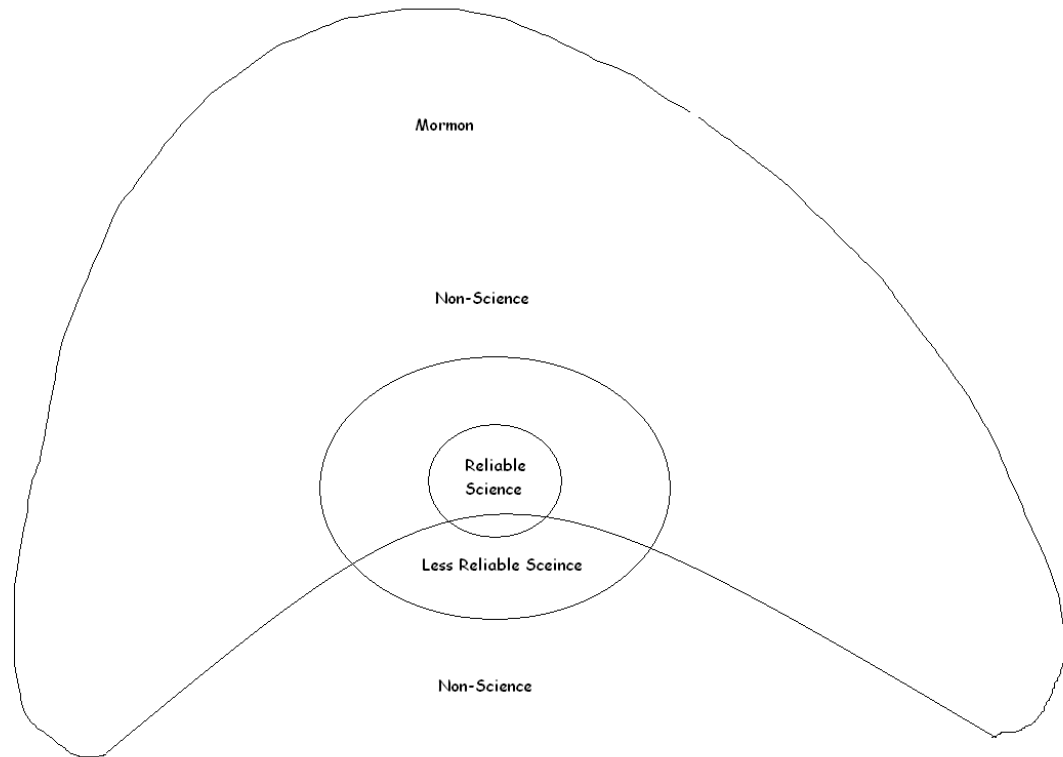 Mormon
Non-Science
Reliable
Science
Less Reliable Sceince
Non-Science